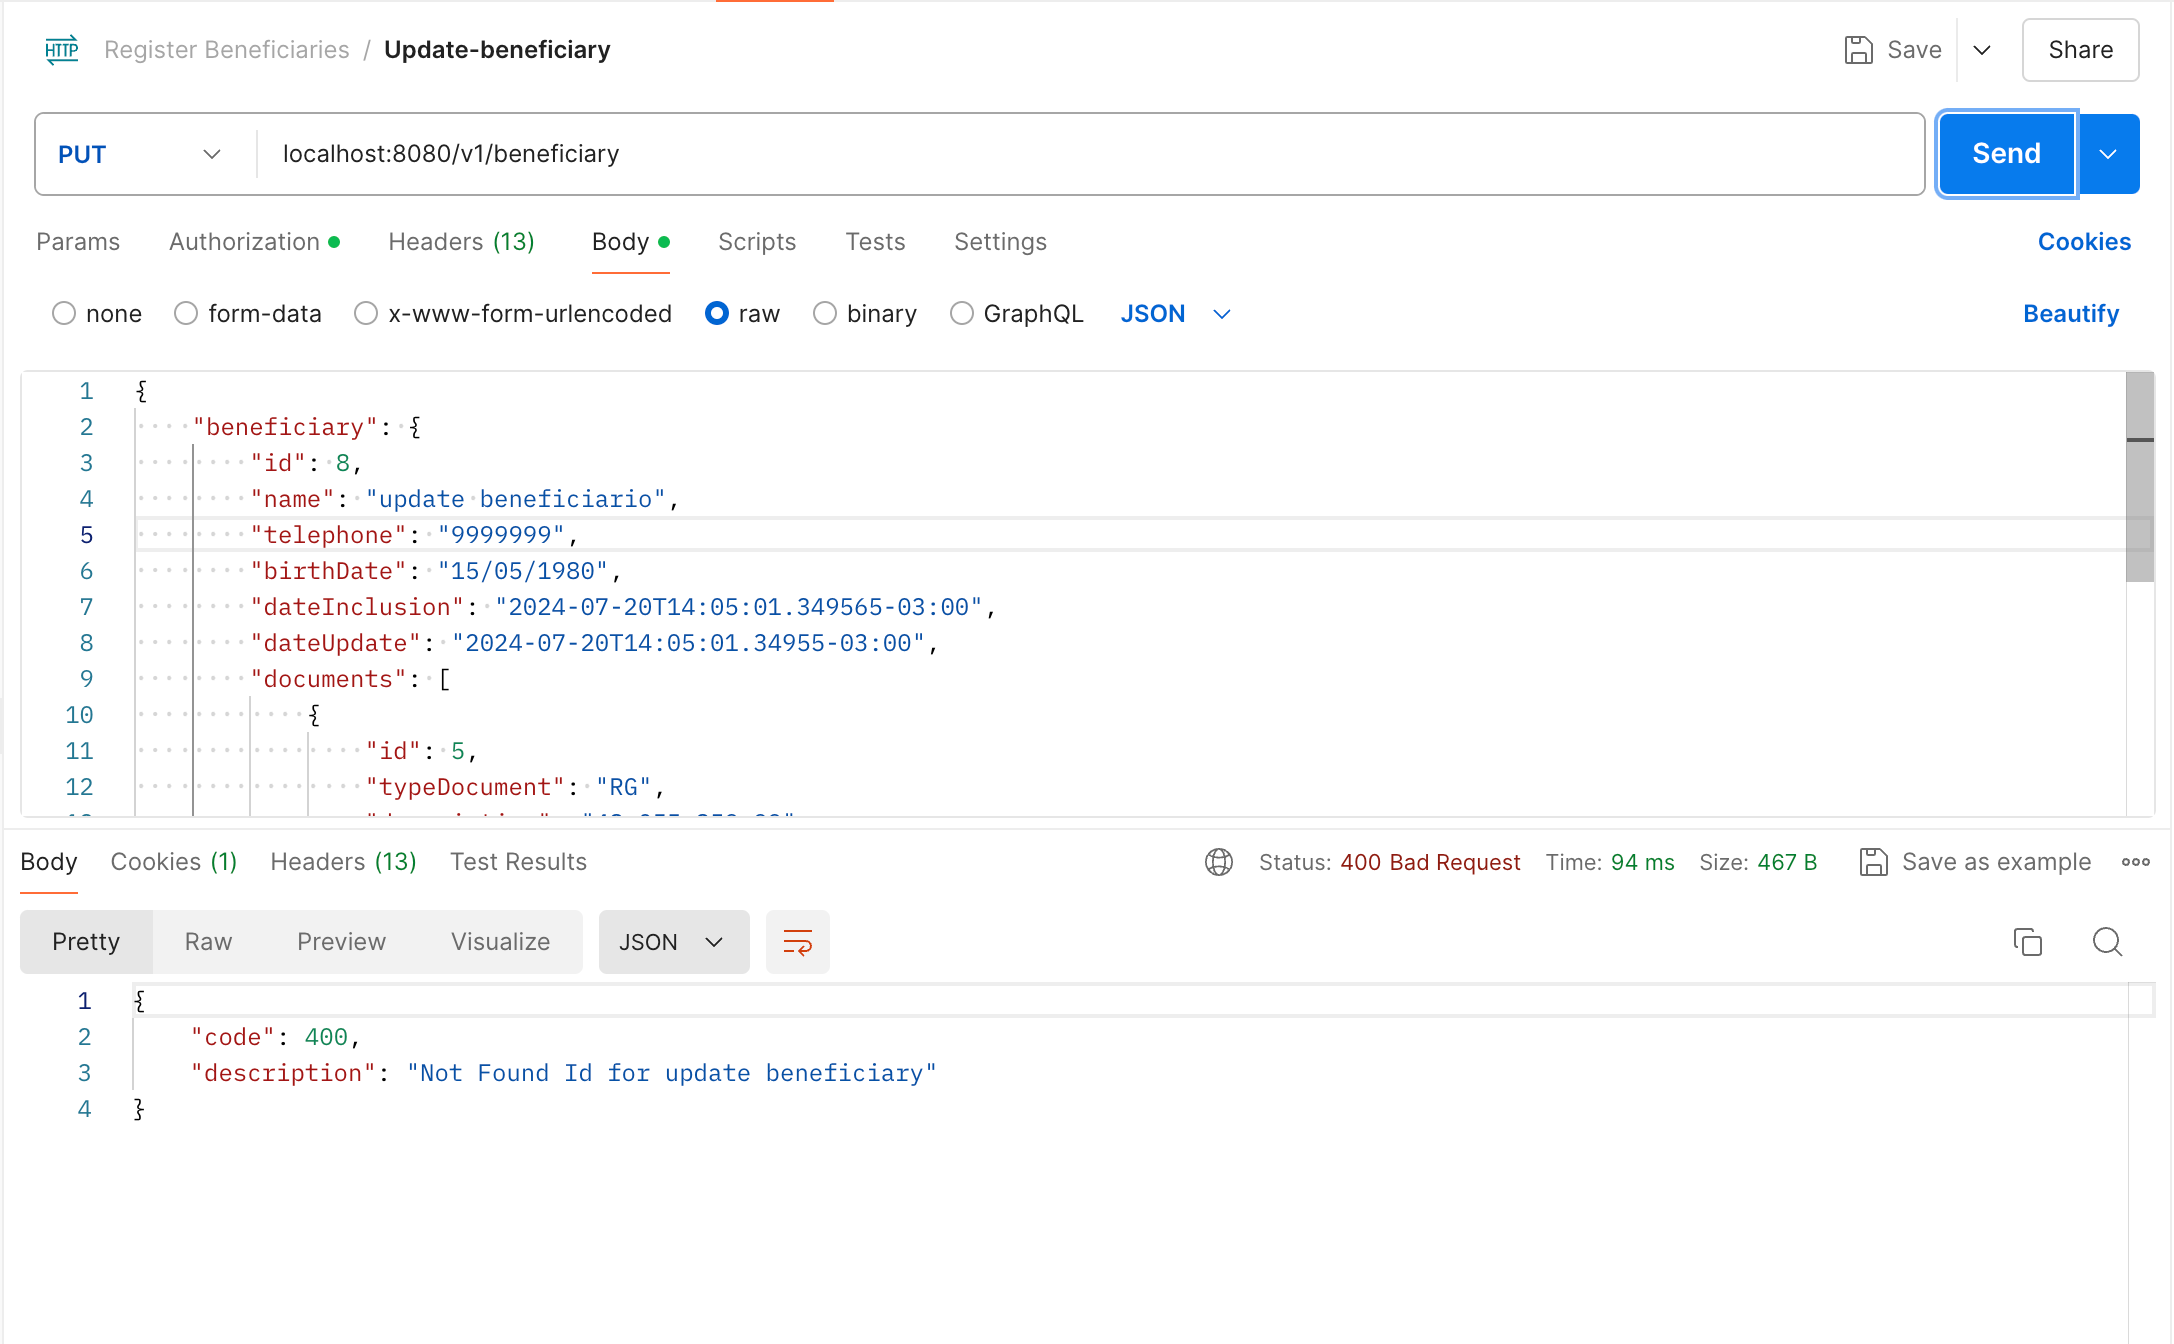 HTTP Register Beneficiaries / Update-beneficiary Save Share
PUT localhost:8080/v1/beneficiary Send
Params Authorization Headers (13) Body Scripts Tests Settings Cookies
none form-data x-www-form-urlencoded raw binary GraphQL JSON Beautify
1 {
2 "beneficiary": {
3 "id": 8,
4 "name": "update beneficiario",
5 "telephone": "9999999",
6 "birthDate": "15/05/1980",
7 "dateInclusion": "2024-07-20T14:05:01.349565-03:00",
8 "dateUpdate": "2024-07-20T14:05:01.34955-03:00",
9 "documents": [
10 {
11 "id": 5,
12 "typeDocument": "RG",
Body Cookies (1) Headers (13) Test Results Status: 400 Bad Request Time: 94 ms Size: 467 B Save as example
Pretty Raw Preview Visualize JSON
1 {
2 "code": 400,
3 "description": "Not Found Id for update beneficiary"
4 }